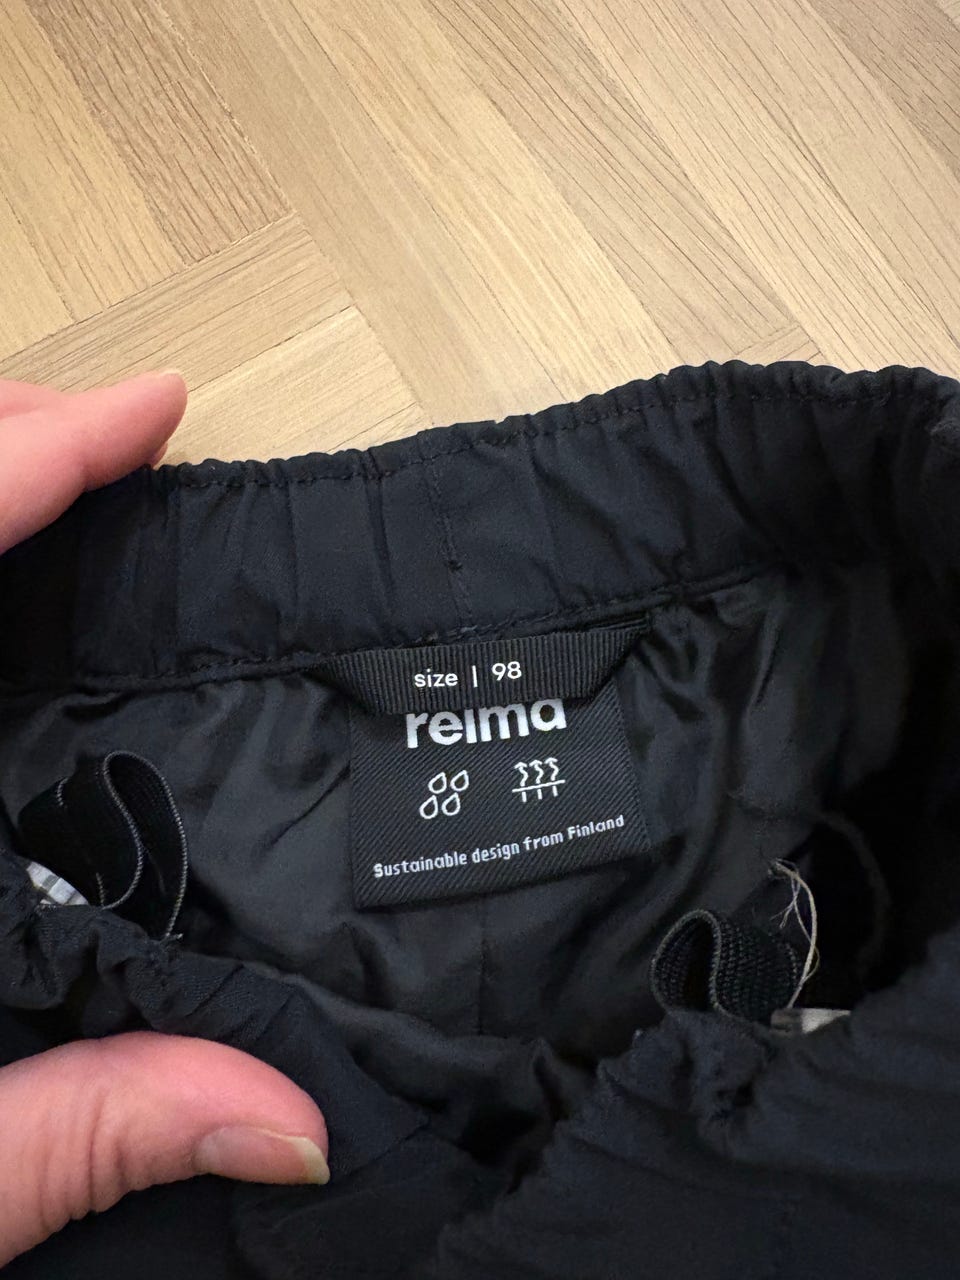 size | 98
reima
Sustainable design from Finland